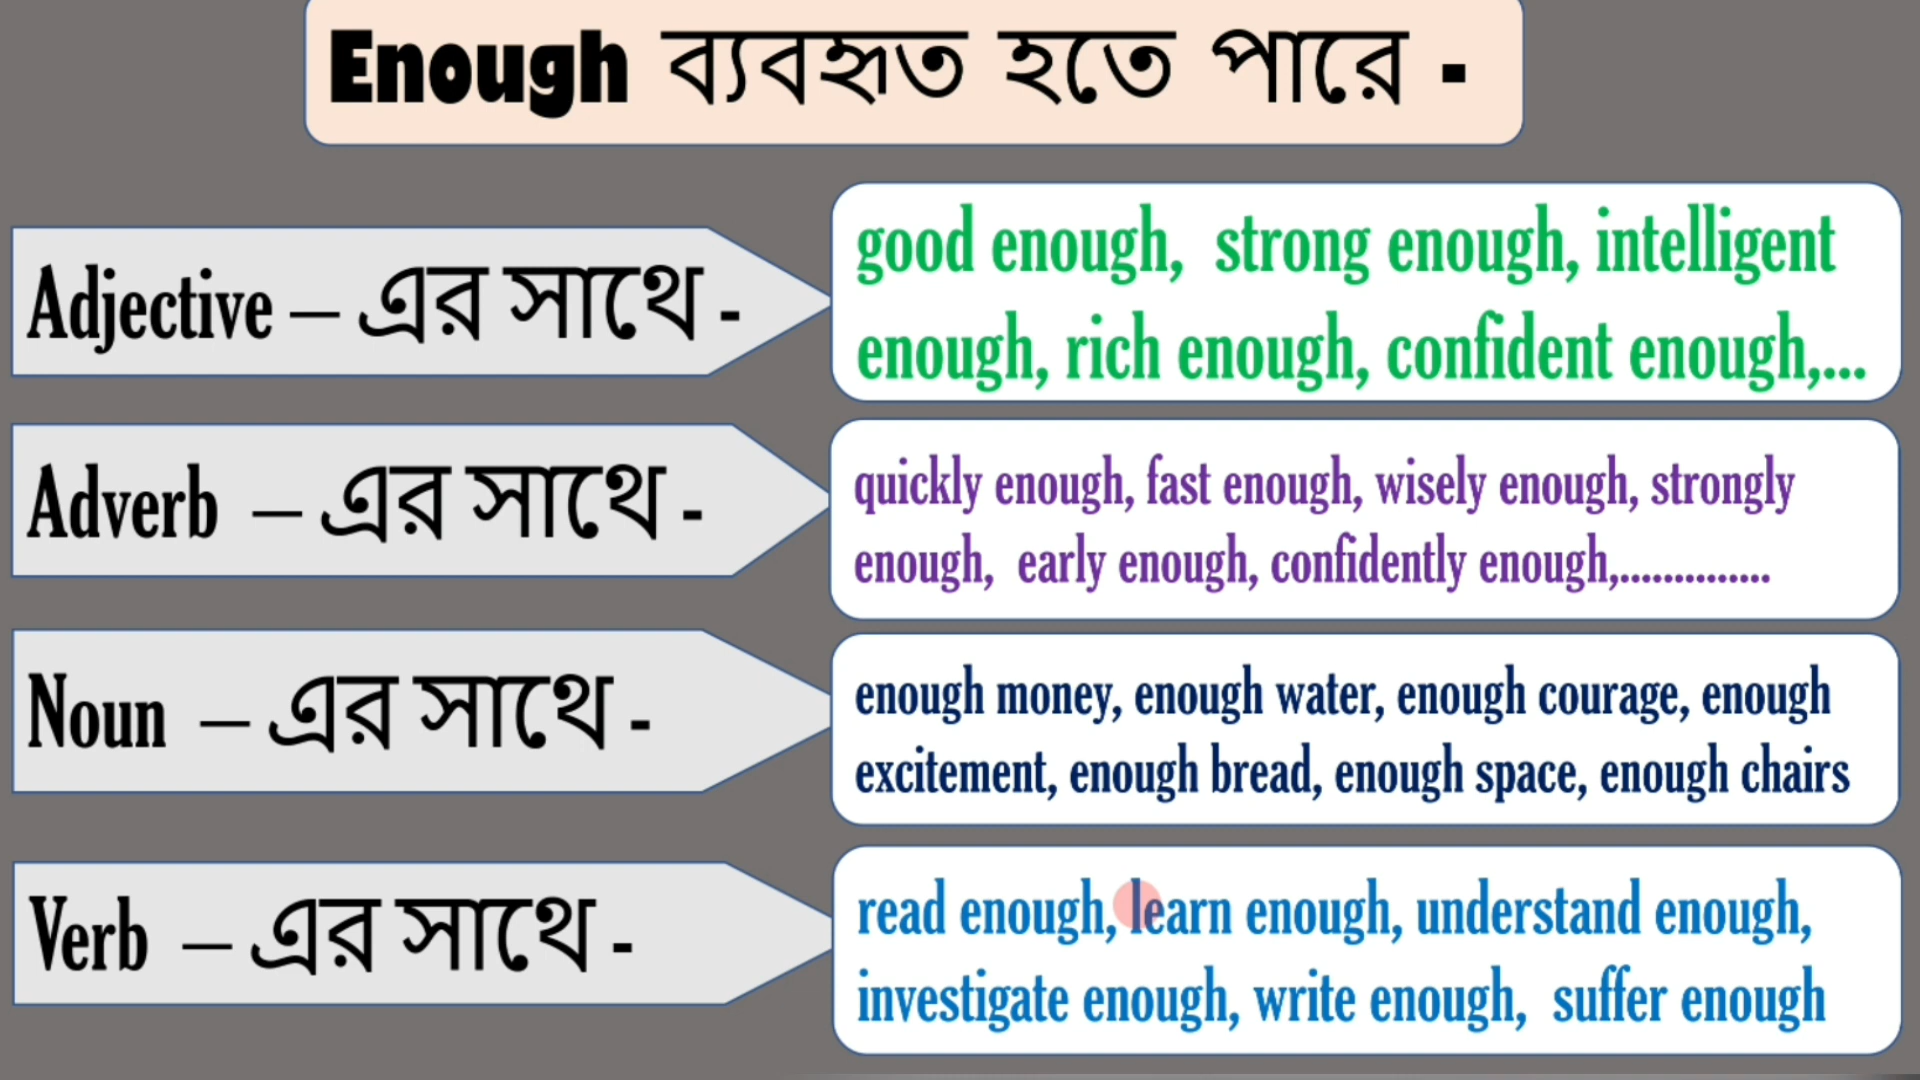 Enough ব্যবহৃত হতে পারে -
Adjective – এর সাথে -
good enough, strong enough, intelligent
enough, rich enough, confident enough,...
Adverb – এর সাথে -
quickly enough, fast enough, wisely enough, strongly
enough, early enough, confidently enough,..............
Noun – এর সাথে -
enough money, enough water, enough courage, enough
excitement, enough bread, enough space, enough chairs
Verb – এর সাথে -
read enough, learn enough, understand enough,
investigate enough, write enough, suffer enough